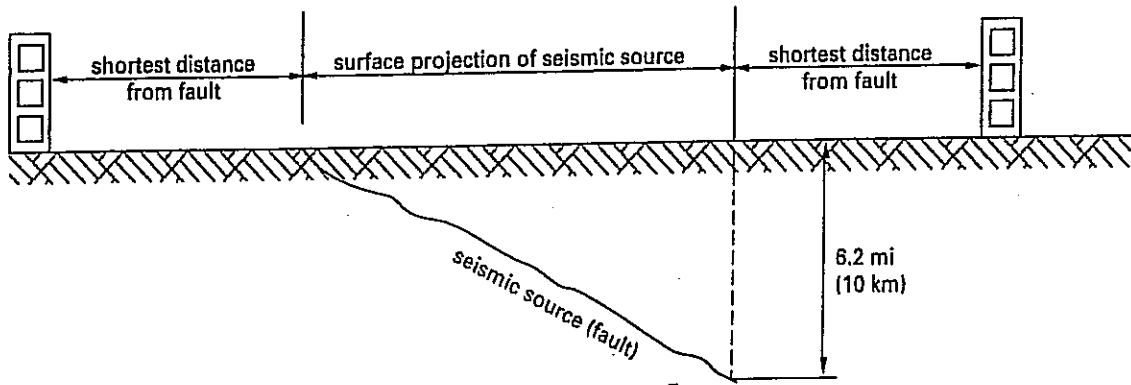 shortest distance
from fault
surface projection of seismic source
shortest distance
from fault
seismic source (fault)
6.2 mi
(10 km)